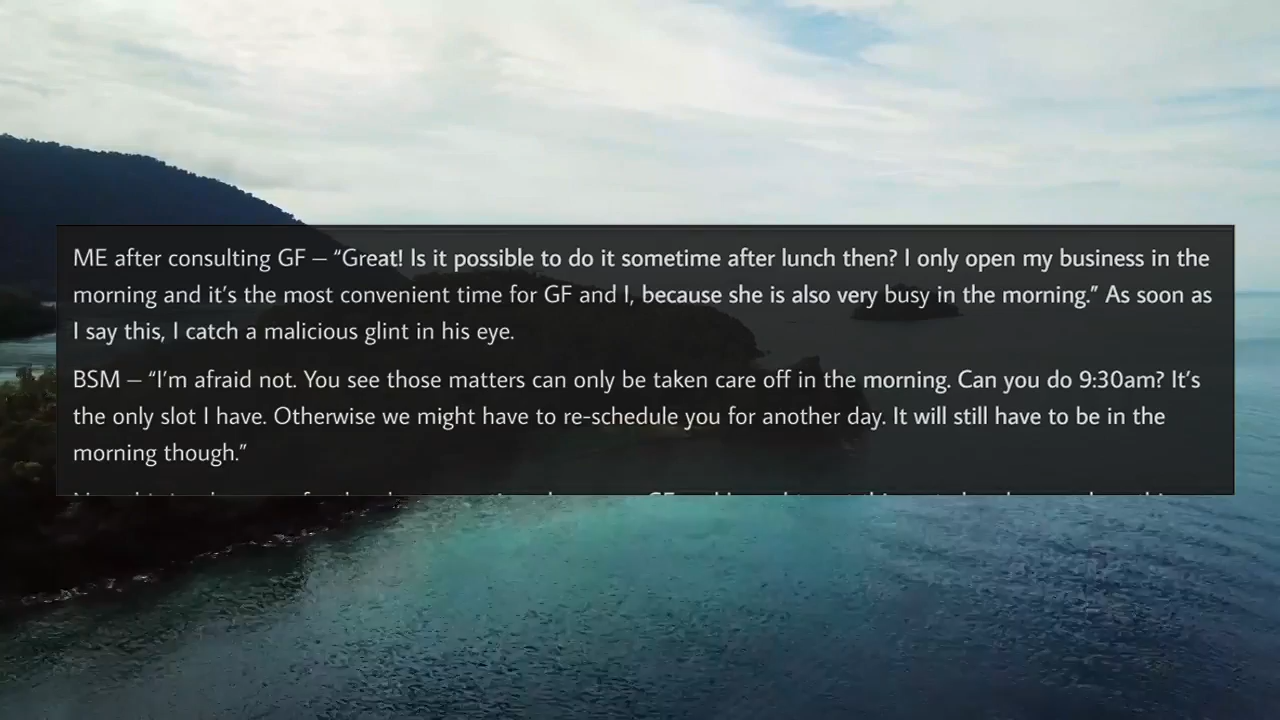 ME after consulting GF – “Great! Is it possible to do it sometime after lunch then? I only open my business in the
morning and it’s the most convenient time for GF and I, because she is also very busy in the morning.” As soon as
I say this, I catch a malicious glint in his eye.
BSM – “I’m afraid not. You see those matters can only be taken care off in the morning. Can you do 9:30am? It’s
the only slot I have. Otherwise we might have to re-schedule you for another day. It will still have to be in the
morning though.”